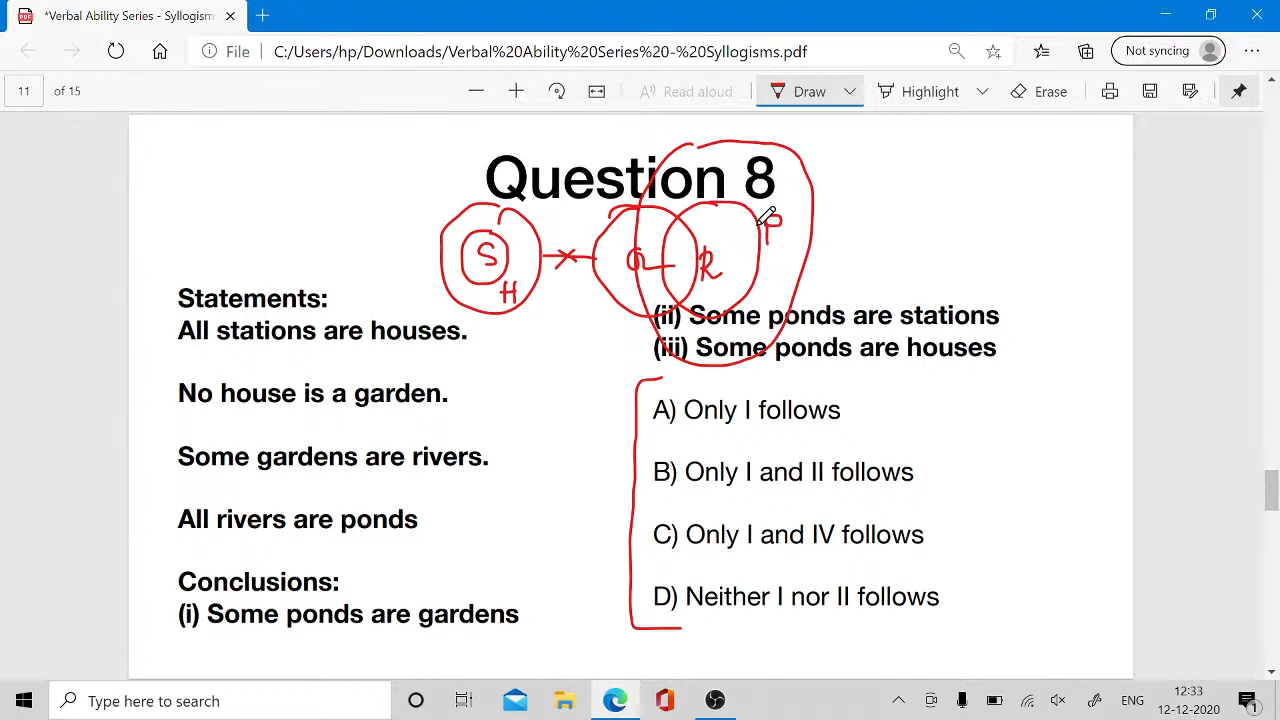 *Verbal Ability Series - Syllogism
File C:/Users/hp/Downloads/Verbal%20Ability%20Series%20-%20Syllogisms.pdf
Not syncing
11 of 15
Read aloud
Draw
Highlight
Erase
Question 8
S
H
G
R
P
Statements:
All stations are houses.
No house is a garden.
Some gardens are rivers.
All rivers are ponds
Conclusions:
(i) Some ponds are gardens
(ii) Some ponds are stations
(iii) Some ponds are houses
A) Only I follows
B) Only I and II follows
C) Only I and IV follows
D) Neither I nor II follows
Type here to search
ENG
12:33
12-12-2020
1